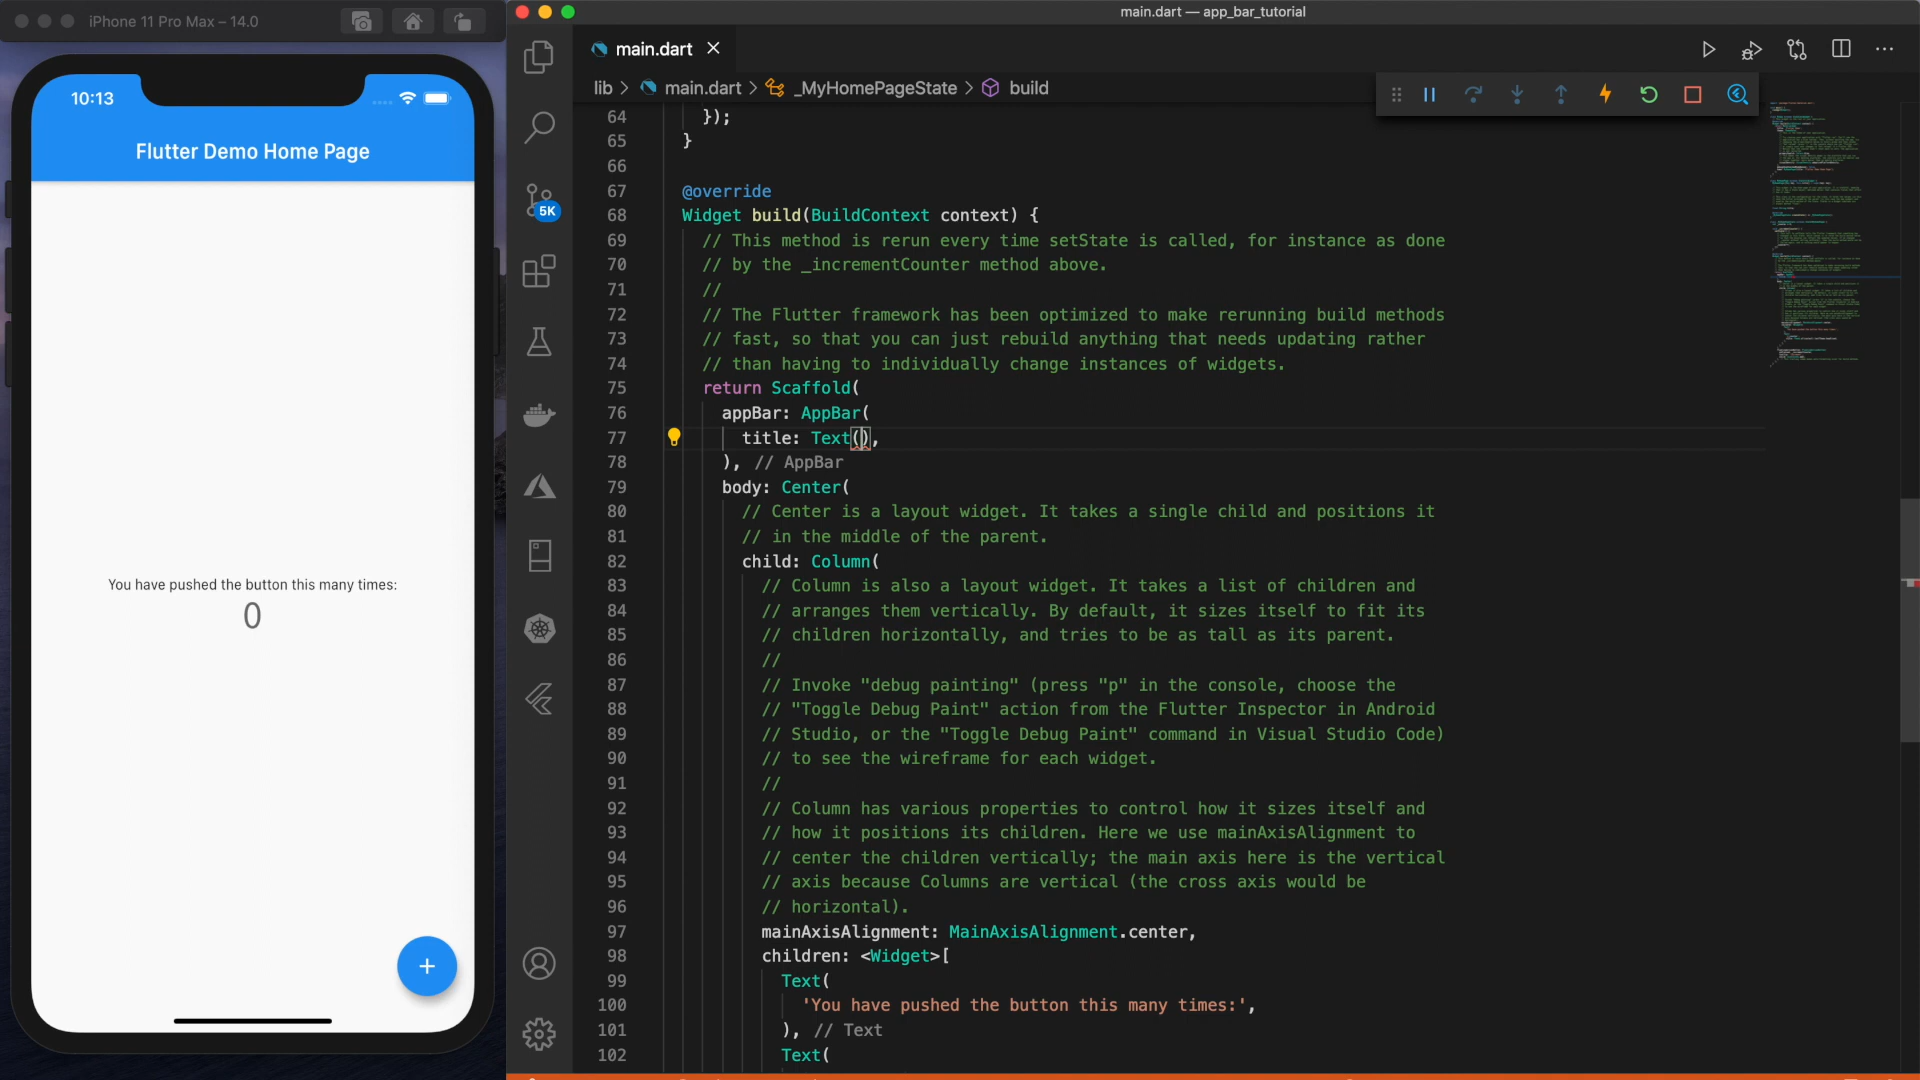 iPhone 11 Pro Max – 14.0
10:13
Flutter Demo Home Page
You have pushed the button this many times:
0
+
main.dart — app_bar_tutorial
main.dart
lib > main.dart > _MyHomePageState > build
5K
64 });
65 }
66
67 @override
68 Widget build(BuildContext context) {
69 // This method is rerun every time setState is called, for instance as done
70 // by the _incrementCounter method above.
71 //
72 // The Flutter framework has been optimized to make rerunning build methods
73 // fast, so that you can just rebuild anything that needs updating rather
74 // than having to individually change instances of widgets.
75 return Scaffold(
76 appBar: AppBar(
77 title: Text(),
78 ), // AppBar
79 body: Center(
80 // Center is a layout widget. It takes a single child and positions it
81 // in the middle of the parent.
82 child: Column(
83 // Column is also a layout widget. It takes a list of children and
84 // arranges them vertically. By default, it sizes itself to fit its
85 // children horizontally, and tries to be as tall as its parent.
86 //
87 // Invoke "debug painting" (press "p" in the console, choose the
88 // "Toggle Debug Paint" action from the Flutter Inspector in Android
89 // Studio, or the "Toggle Debug Paint" command in Visual Studio Code)
90 // to see the wireframe for each widget.
91 //
92 // Column has various properties to control how it sizes itself and
93 // how it positions its children. Here we use mainAxisAlignment to
94 // center the children vertically; the main axis here is the vertical
95 // axis because Columns are vertical (the cross axis would be
96 // horizontal).
97 mainAxisAlignment: MainAxisAlignment.center,
98 children: <Widget>[
99 Text(
100 'You have pushed the button this many times:',
101 ), // Text
102 Text(